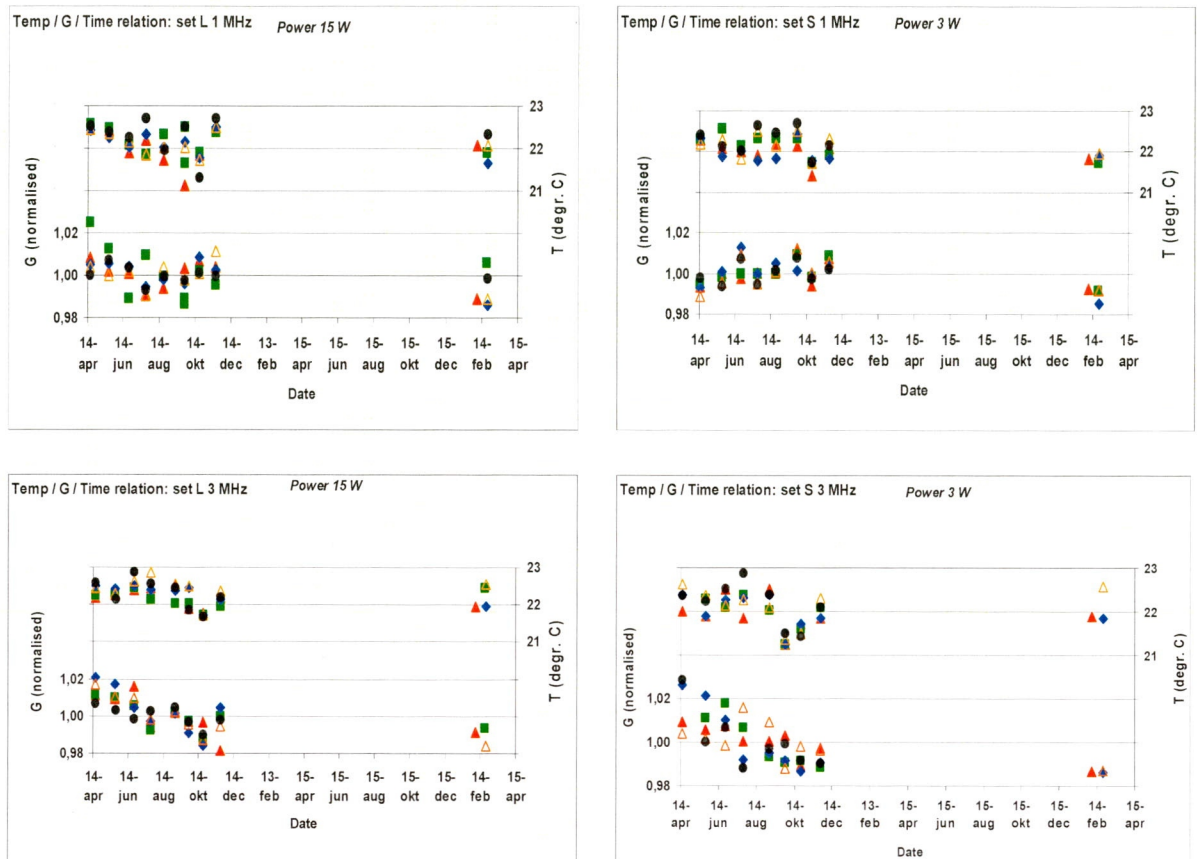 Temp / G / Time relation: set L 1 MHz Power 15 W
G (normalised)
1,02
1,00
0,98
23
22
21
T (degr. C)
14- 14- 14- 14- 14- 13- 15- 15- 15- 15- 14- 14- 15-
apr jun aug okt dec feb apr jun aug okt dec feb apr
Date
Temp / G / Time relation: set S 1 MHz Power 3 W
G (normalised)
1,02
1,00
0,98
23
22
21
T (degr. C)
14- 14- 14- 14- 14- 13- 15- 15- 15- 15- 15- 14- 15-
apr jun aug okt dec feb apr jun aug okt dec feb apr
Date
Temp / G / Time relation: set L 3 MHz Power 15 W
G (normalised)
1,02
1,00
0,98
23
22
21
T (degr. C)
14- 14- 14- 14- 14- 13- 15- 15- 15- 15- 15- 14- 15-
apr jun aug okt dec feb apr jun aug okt dec feb apr
Date
Temp / G / Time relation: set S 3 MHz Power 3 W
G (normalised)
1,02
1,00
0,98
23
22
21
T (degr. C)
14- 14- 14- 14- 14- 13- 15- 15- 15- 15- 15- 14- 15-
apr jun aug okt dec feb apr jun aug okt dec feb apr
Date